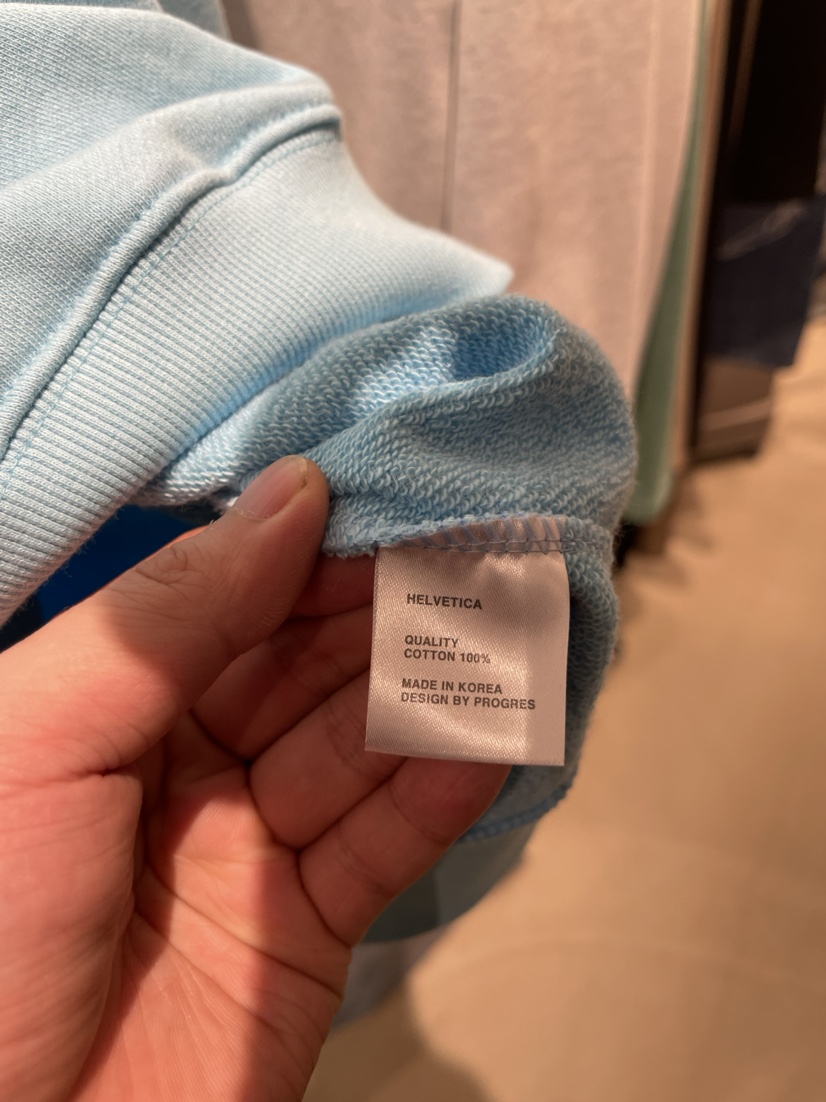 HELVETICA
QUALITY
COTTON 100%
MADE IN KOREA
DESIGN BY PROGRES